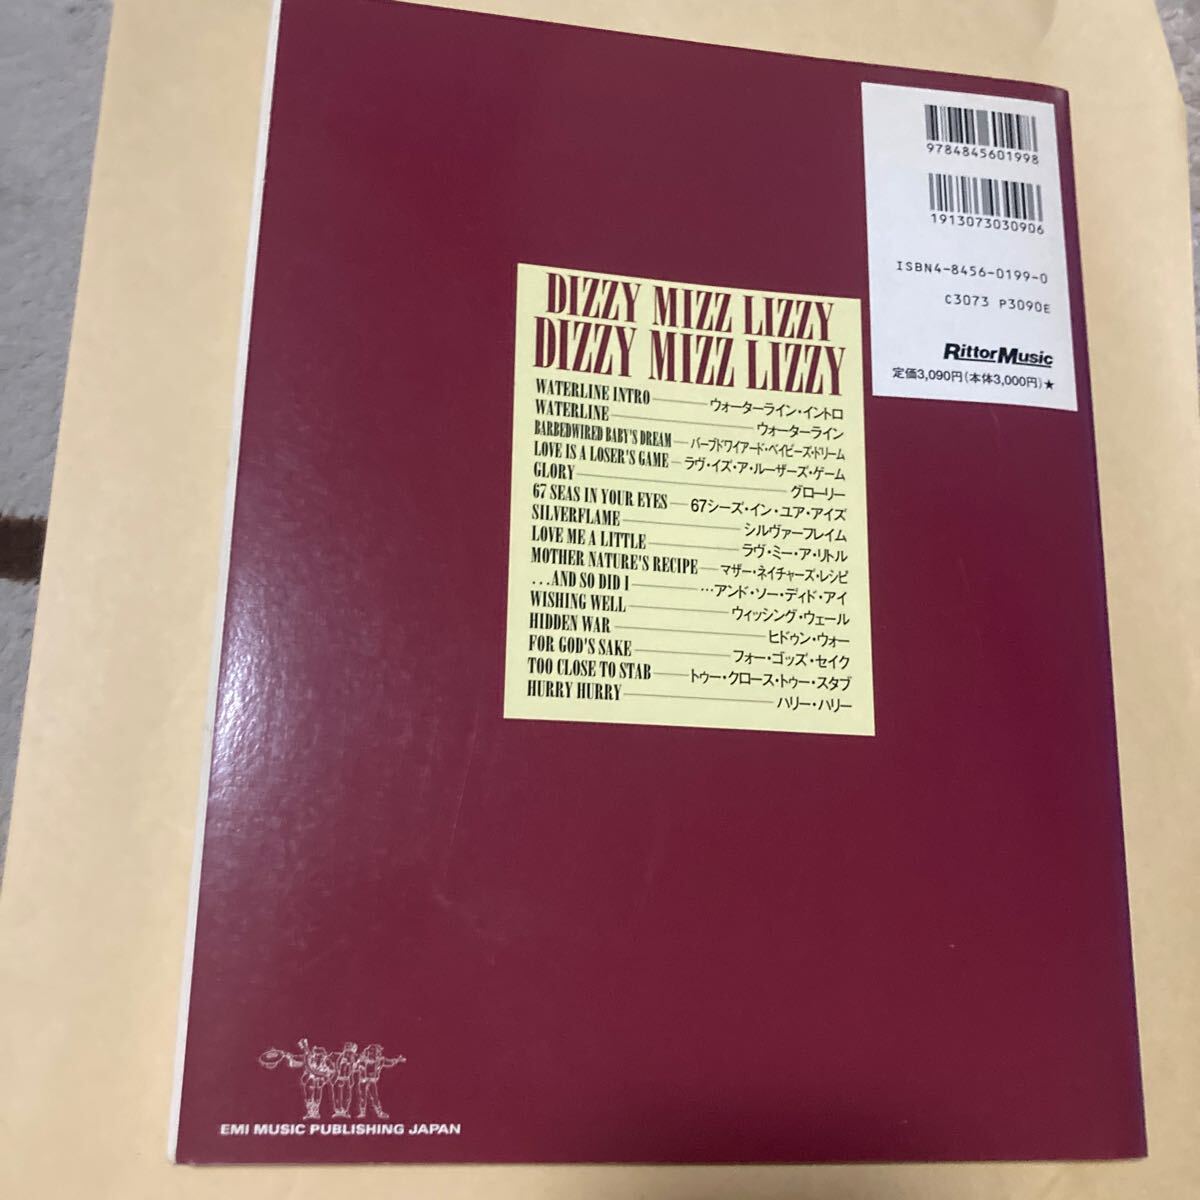 9784845601998
1913073030906
ISBN4-8456-0199-0
C3073 P3090E
RittorMusic
定価3,090円(本体3,000円)★
DIZZY MIZZ LIZZY
DIZZY MIZZ LIZZY
WATERLINE INTRO ウォーターライン・イントロ
WATERLINE ウォーターライン
BARBEDWIRED BABY'S DREAM バーブドワイアード・ベイビーズ・ドリーム
LOVE IS A LOSER'S GAME ラヴ・イズ・ア・ルーザーズ・ゲーム
GLORY グローリー
67 SEAS IN YOUR EYES 67シーズ・イン・ユア・アイズ
SILVERFLAME シルヴァーフレイム
LOVE ME A LITTLE ラヴ・ミー・ア・リトル
MOTHER NATURE'S RECIPE マザー・ネイチャーズ・レシピ
...AND SO DID I …アンド・ソー・ディド・アイ
WISHING WELL ウィッシング・ウェール
HIDDEN WAR ヒドゥン・ウォー
FOR GOD'S SAKE フォー・ゴッズ・セイク
TOO CLOSE TO STAB トゥー・クロース・トゥー・スタブ
HURRY HURRY ハリー・ハリー
EMI MUSIC PUBLISHING JAPAN